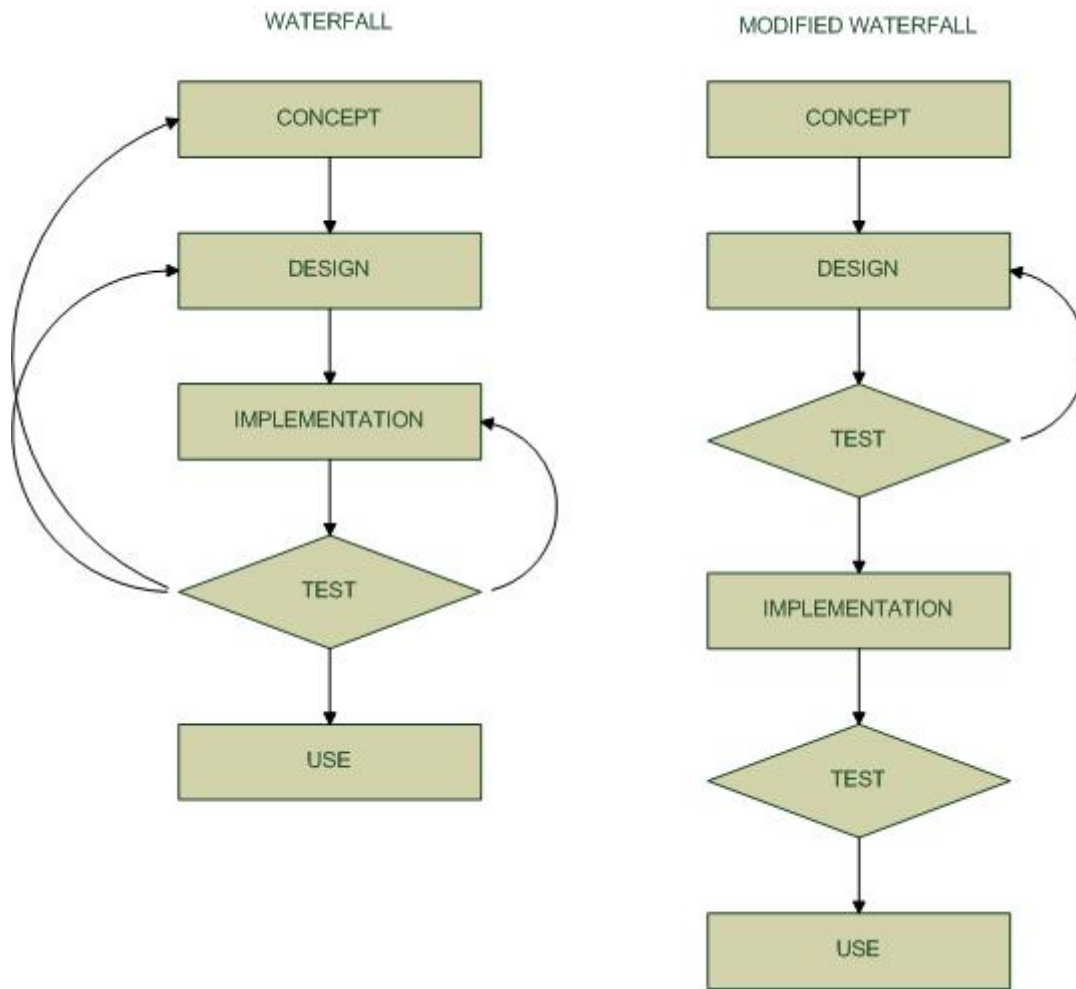 WATERFALL
CONCEPT
DESIGN
IMPLEMENTATION
TEST
USE
MODIFIED WATERFALL
CONCEPT
DESIGN
TEST
IMPLEMENTATION
TEST
USE